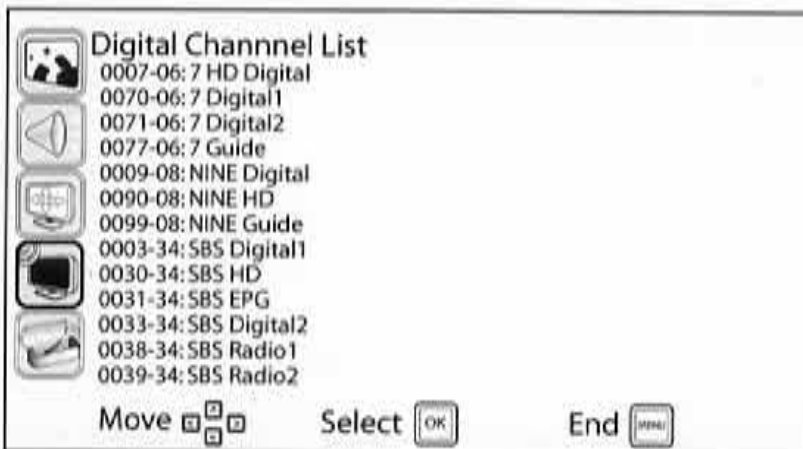 Digital Channnel List
0007-06: 7 HD Digital
0070-06: 7 Digital1
0071-06: 7 Digital2
0077-06: 7 Guide
0009-08: NINE Digital
0090-08: NINE HD
0099-08: NINE Guide
0003-34: SBS Digital1
0030-34: SBS HD
0031-34: SBS EPG
0033-34: SBS Digital2
0038-34: SBS Radio1
0039-34: SBS Radio2
Move Select OK End MENU